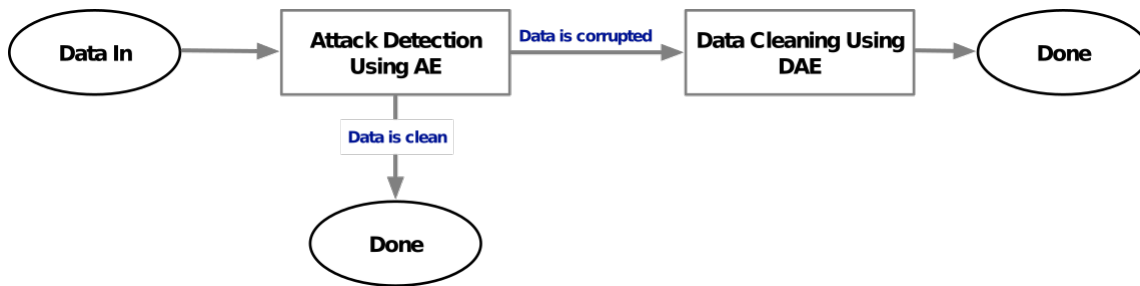 Data In
Attack Detection
Using AE
Data is corrupted
Data Cleaning Using
DAE
Done
Data is clean
Done